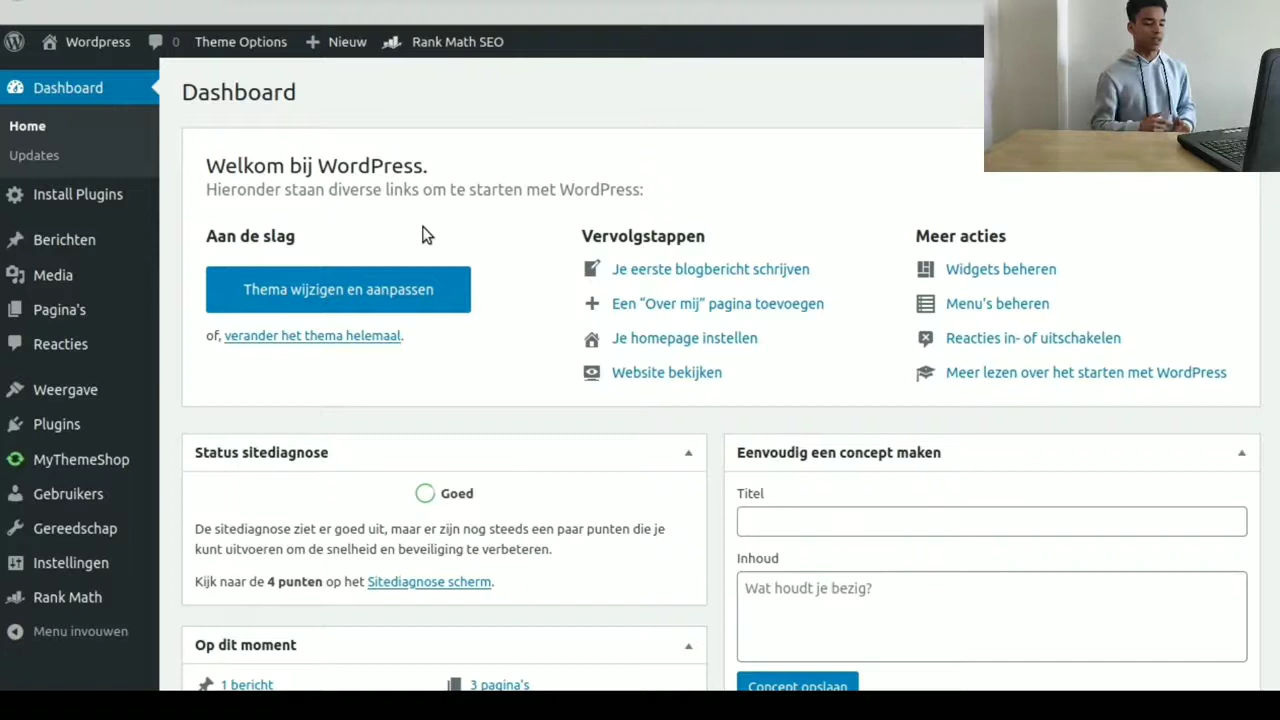 Wordpress 0 Theme Options Nieuw Rank Math SEO
Dashboard
Home
Updates
Install Plugins
Berichten
Media
Pagina's
Reacties
Weergave
Plugins
MyThemeShop
Gebruikers
Gereedschap
Instellingen
Rank Math
Menu invouwen
Dashboard
Welkom bij WordPress.
Hieronder staan diverse links om te starten met WordPress:
Aan de slag
Thema wijzigen en aanpassen
of, verander het thema helemaal.
Vervolgstappen
Je eerste blogbericht schrijven
Een “Over mij” pagina toevoegen
Je homepage instellen
Website bekijken
Meer acties
Widgets beheren
Menu's beheren
Reacties in- of uitschakelen
Meer lezen over het starten met WordPress
Status sitediagnose
Goed
De sitediagnose ziet er goed uit, maar er zijn nog steeds een paar punten die je
kunt uitvoeren om de snelheid en beveiliging te verbeteren.
Kijk naar de 4 punten op het Sitediagnose scherm.
Op dit moment
1 bericht
3 pagina's
Eenvoudig een concept maken
Titel
Inhoud
Wat houdt je bezig?
Concept opslaan